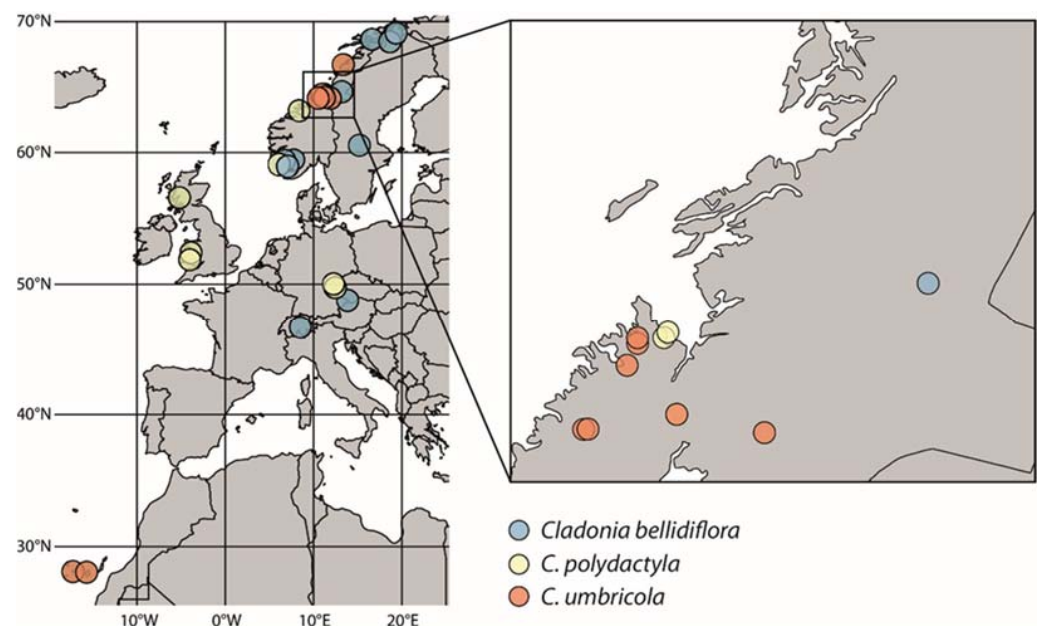 70°N
60°N
50°N
40°N
30°N
10°W 0°W 10°E 20°E
Cladonia bellidiflora
C. polydactyla
C. umbricola